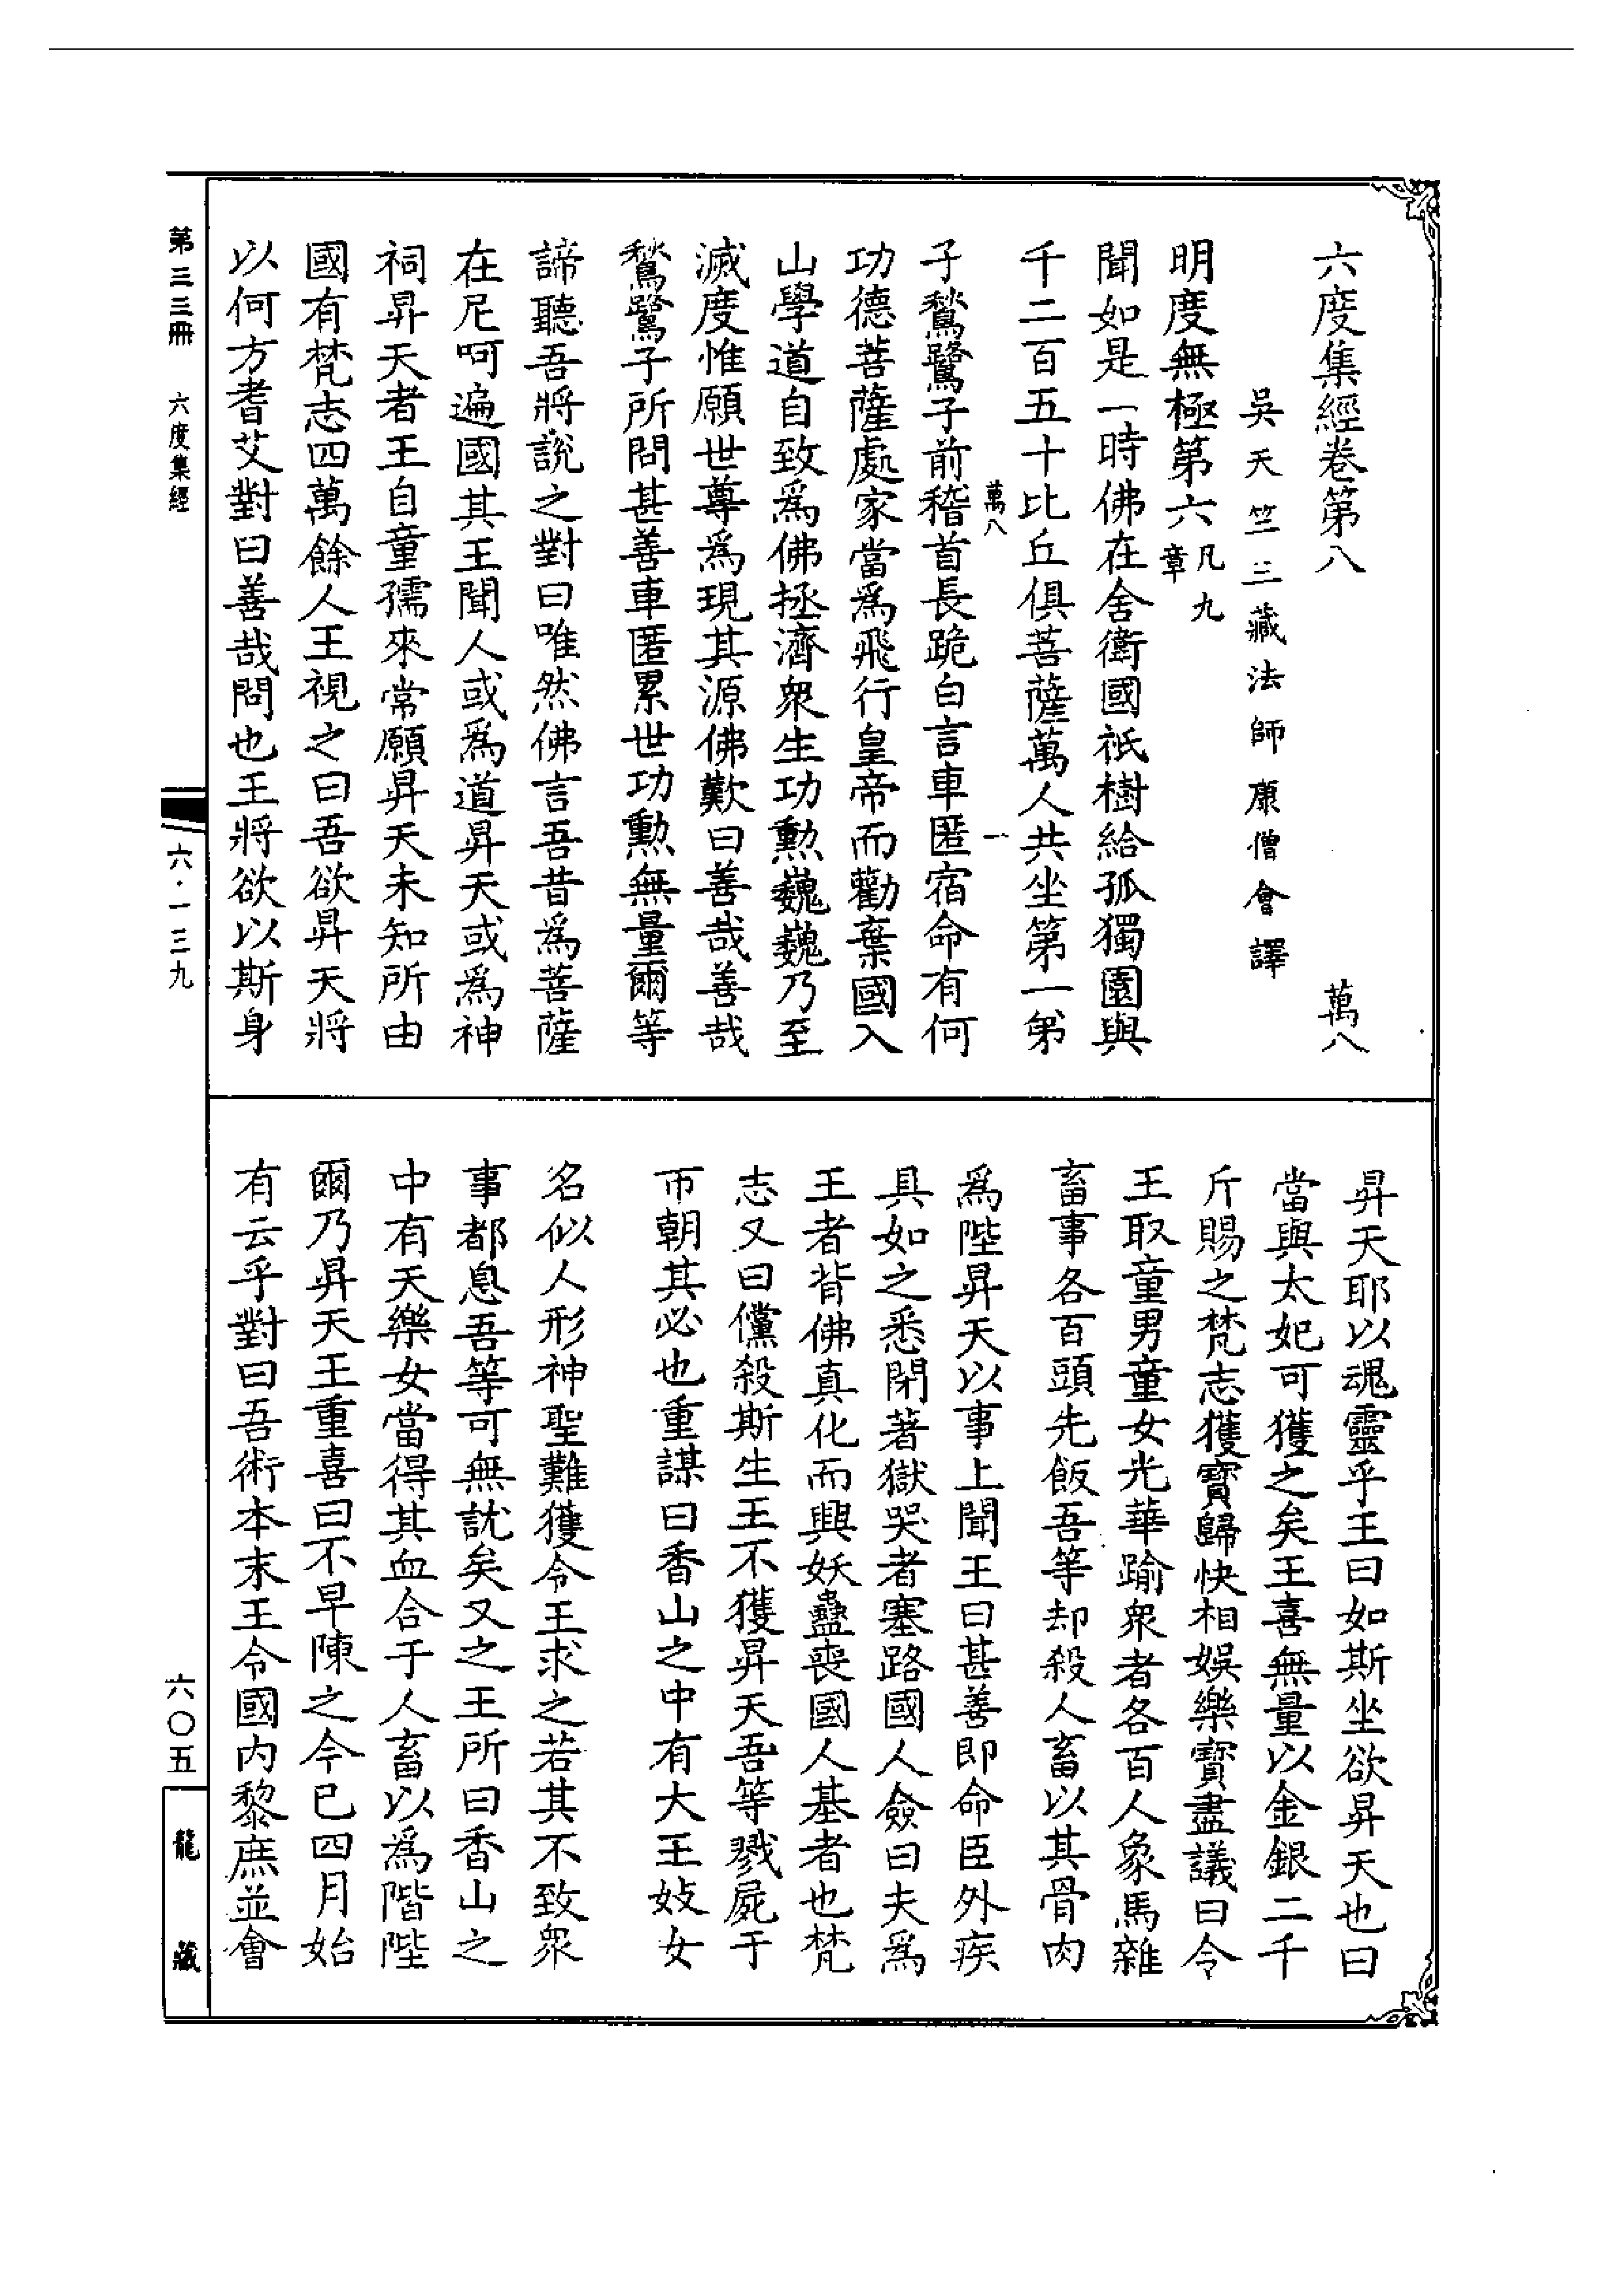 六度集經卷第八 萬八
吳天竺三藏法師康僧會譯
明度無極第六凡九章
聞如是一時佛在舍衛國祇樹給孤獨園與
千二百五十比丘俱菩薩萬人共坐第一弟
萬八 一
子鶖鷺子前稽首長跪白言車匿宿命有何
功德菩薩處家當爲飛行皇帝而勸棄國入
山學道自致爲佛拯濟衆生功勳巍巍乃至
滅度惟願世尊爲現其源佛歎曰善哉善哉
鶖鷺子所問甚善車匿累世功勳無量爾等
諦聽吾將說之對曰唯然佛言吾昔爲菩薩
在尼呵遍國其王聞人或爲道昇天或爲神
祠昇天者王自童孺來常願昇天未知所由
國有梵志四萬餘人王視之曰吾欲昇天將
以何方耆艾對曰善哉問也王將欲以斯身
昇天耶以魂靈乎王曰如斯坐欲昇天也曰
當與太妃可獲之矣王喜無量以金銀二千
斤賜之梵志獲寶歸快相娛樂寶盡議曰令
王取童男童女光華踰衆者各百人象馬雜
畜事各百頭先飯吾等却殺人畜以其骨肉
爲陛昇天以事上聞王曰甚善即命臣外疾
具如之悉閉著獄哭者塞路國人僉曰夫爲
王者背佛真化而興妖蠱喪國人基者也梵
志又曰儻殺斯生王不獲昇天吾等戮屍于
市朝其必也重謀曰香山之中有大王妓女
名似人形神聖難獲令王求之若其不致衆
事都息吾等可無訧矣又之王所曰香山之
中有天樂女當得其血合于人畜以爲階陛
爾乃昇天王重喜曰不早陳之今已四月始
有云乎對曰吾術本末王令國內黎庶並會
第三三冊 六度集經
六·一三九
六〇五
龍藏